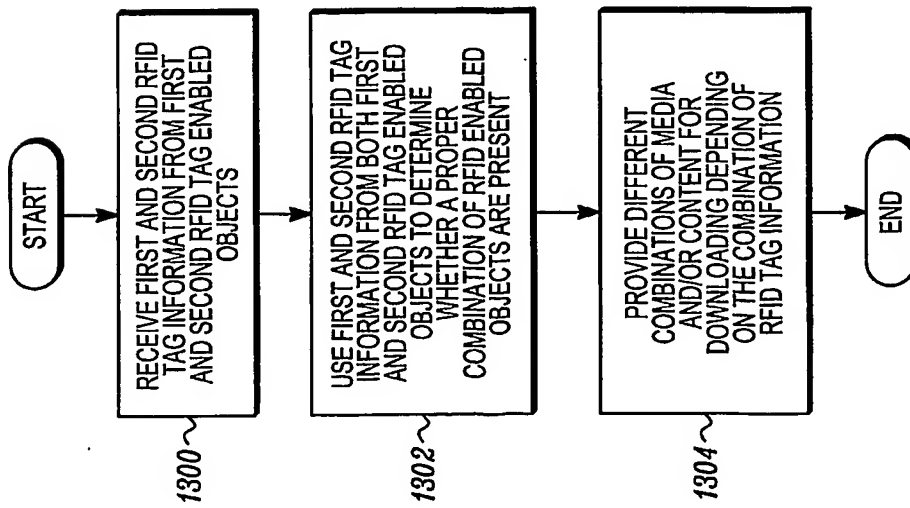 START
RECEIVE FIRST AND SECOND RFID
TAG INFORMATION FROM FIRST
AND SECOND RFID TAG ENABLED
OBJECTS
1300
USE FIRST AND SECOND RFID TAG
INFORMATION FROM BOTH FIRST
AND SECOND RFID TAG ENABLED
OBJECTS TO DETERMINE
WHETHER A PROPER
COMBINATION OF RFID ENABLED
OBJECTS ARE PRESENT
1302
PROVIDE DIFFERENT
COMBINATIONS OF MEDIA
AND/OR CONTENT FOR
DOWNLOADING DEPENDING
ON THE COMBINATION OF
RFID TAG INFORMATION
1304
END